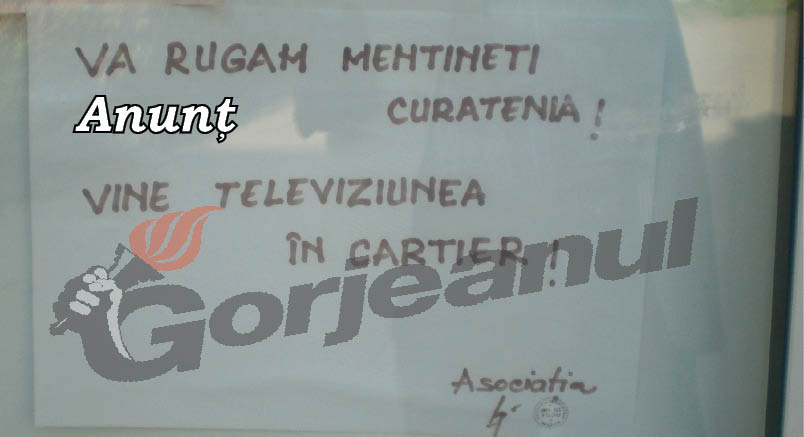 VA RUGAM MENTINETI
Anunț
CURATENIA !
VINE TELEVIZIUNEA
ÎN CARTIER !
Gorjeanul
Asociatia